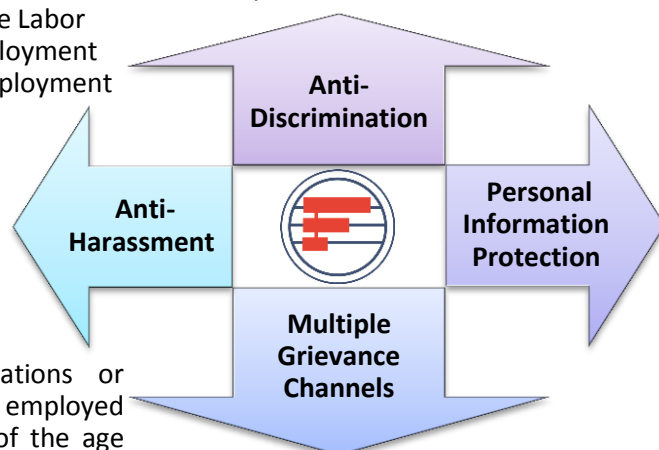 e Labor
loyment
ployment
Anti-
Discrimination
Anti-
Harassment
Personal
Information
Protection
Multiple
Grievance
Channels
ations or
employed
of the age